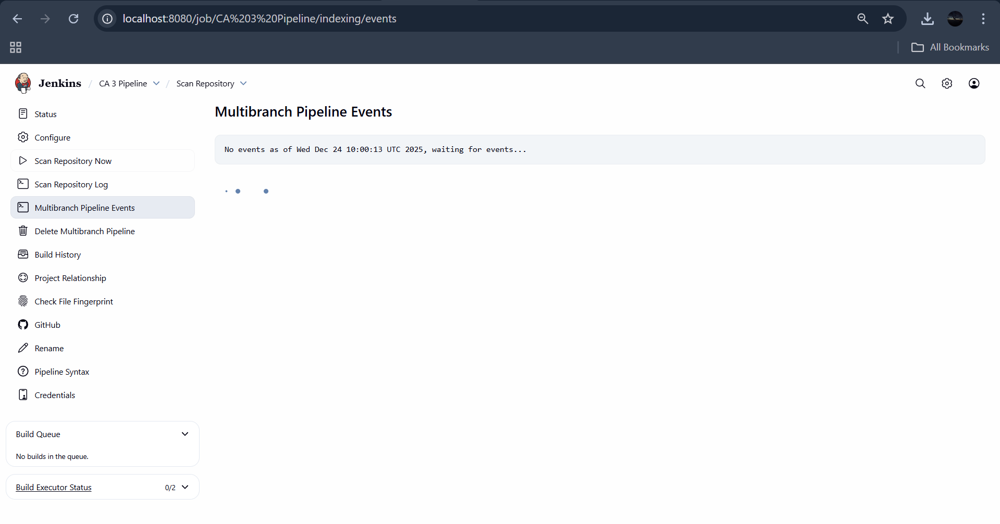 localhost:8080/job/CA%203%20Pipeline/indexing/events
All Bookmarks
Jenkins / CA 3 Pipeline / Scan Repository
Status
Configure
Scan Repository Now
Scan Repository Log
Multibranch Pipeline Events
Delete Multibranch Pipeline
Build History
Project Relationship
Check File Fingerprint
GitHub
Rename
Pipeline Syntax
Credentials
Build Queue
No builds in the queue.
Build Executor Status 0/2
Multibranch Pipeline Events
No events as of Wed Dec 24 10:00:13 UTC 2025, waiting for events...